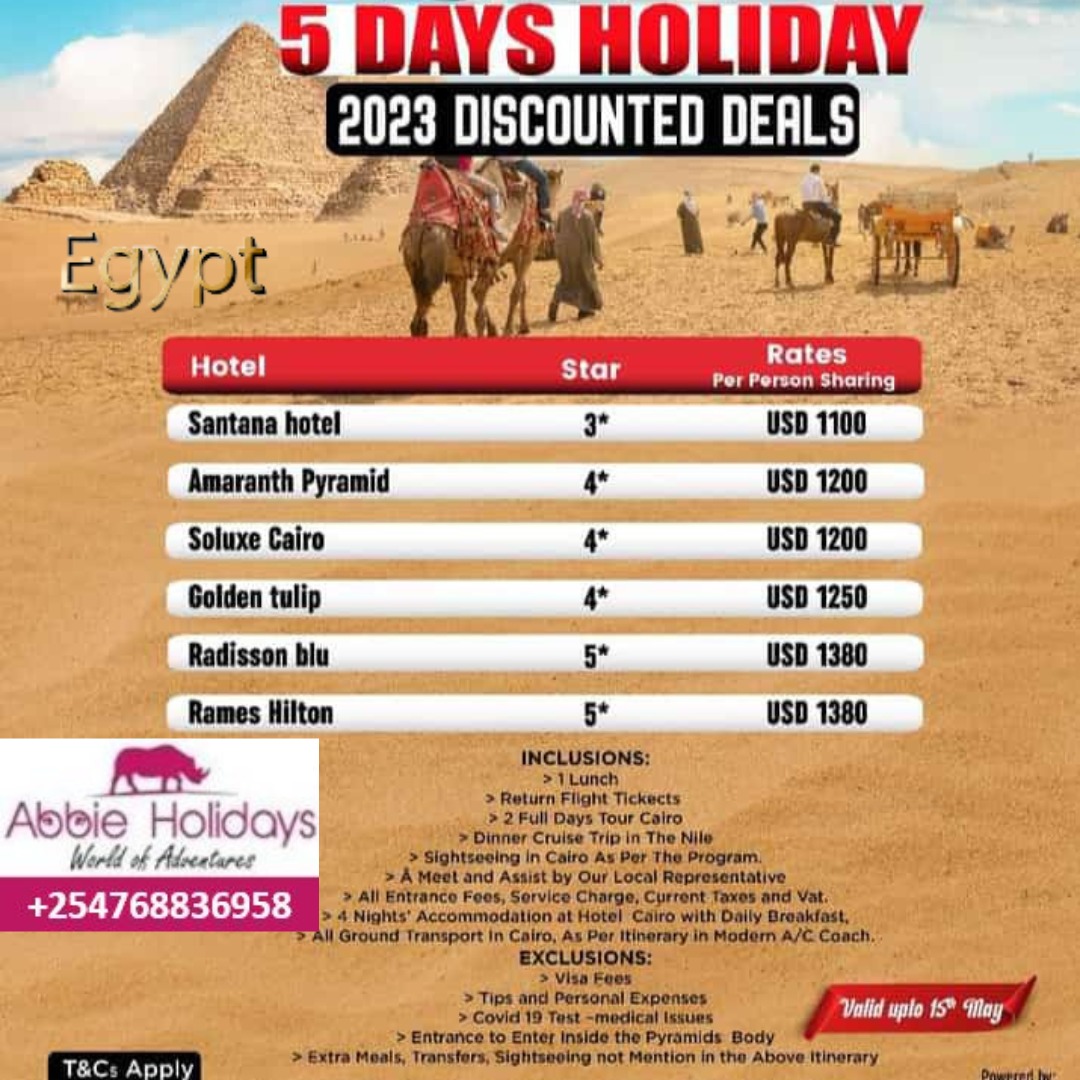 5 DAYS HOLIDAY
2023 DISCOUNTED DEALS
Egypt
Hotel Star Rates
Per Person Sharing
Santana hotel 3* USD 1100
Amaranth Pyramid 4* USD 1200
Soluxe Cairo 4* USD 1200
Golden tulip 4* USD 1250
Radisson blu 5* USD 1380
Rames Hilton 5* USD 1380
Abbie Holidays
World of Adventures
+254768836958
INCLUSIONS:
> 1 Lunch
> Return Flight Tickects
> 2 Full Days Tour Cairo
> Dinner Cruise Trip in The Nile
> Sightseeing in Cairo As Per The Program.
> Å Meet and Assist by Our Local Representative
> All Entrance Fees, Service Charge, Current Taxes and Vat.
> 4 Nights' Accommodation at Hotel Cairo with Daily Breakfast,
> All Ground Transport In Cairo, As Per Itinerary in Modern A/C Coach.
EXCLUSIONS:
> Visa Fees
> Tips and Personal Expenses
> Covid 19 Test -medical Issues
> Entrance to Enter Inside the Pyramids Body
> Extra Meals, Transfers, Sightseeing not Mention in the Above Itinerary
Valid upto 15th May
T&Cs Apply
Powered by: